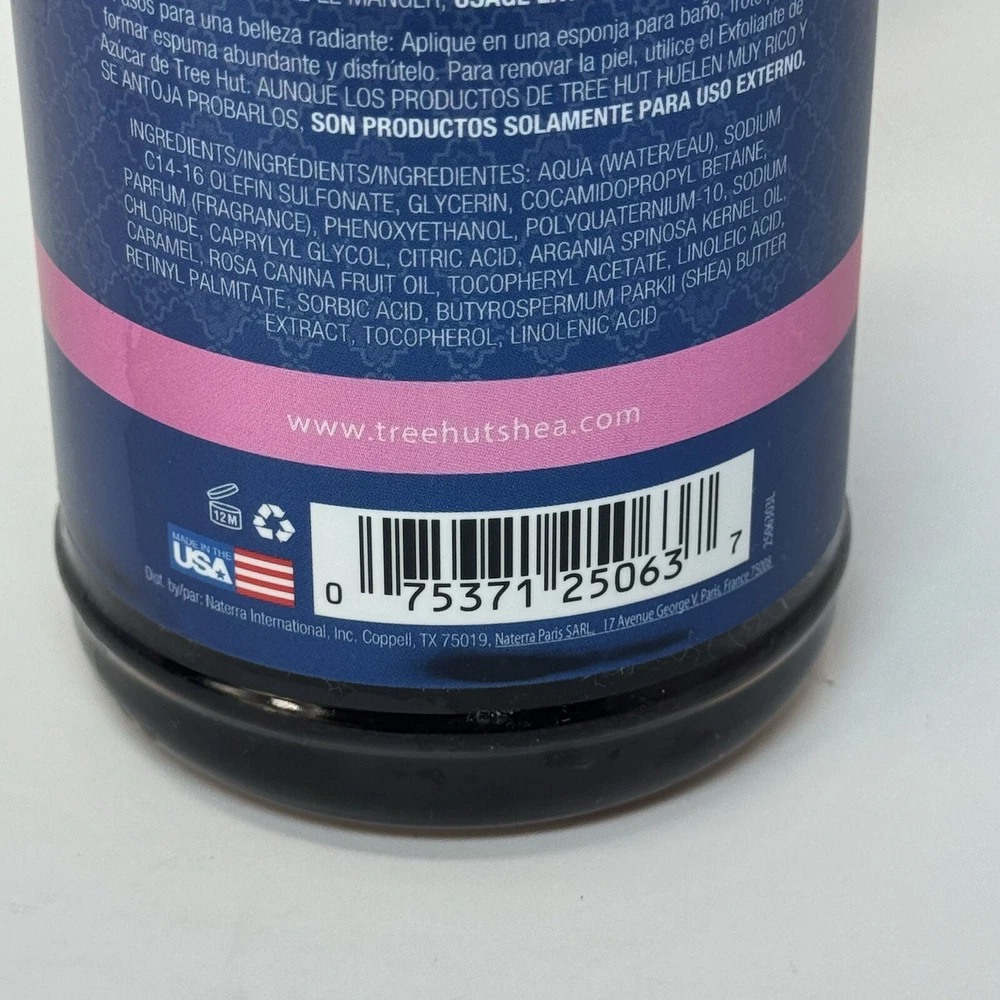 LE MANGER, USAGE
para una belleza radiante: Aplique en una esponja para baño,
formar espuma abundante y disfrútelo. Para renovar la piel, utilice el Exfoliante de
Azúcar de Tree Hut. AUNQUE LOS PRODUCTOS DE TREE HUT HUELEN MUY RICO Y
SE ANTOJA PROBARLOS, SON PRODUCTOS SOLAMENTE PARA USO EXTERNO.
INGREDIENTS/INGRÉDIENTS/INGREDIENTES: AQUA (WATER/EAU), SODIUM
C14-16 OLEFIN SULFONATE, GLYCERIN, COCAMIDOPROPYL BETAINE,
PARFUM (FRAGRANCE), PHENOXYETHANOL, POLYQUATERNIUM-10, SODIUM
CHLORIDE, CAPRYLYL GLYCOL, CITRIC ACID, ARGANIA SPINOSA KERNEL OIL,
CARAMEL, ROSA CANINA FRUIT OIL, TOCOPHERYL ACETATE, LINOLEIC ACID,
RETINYL PALMITATE, SORBIC ACID, BUTYROSPERMUM PARKII (SHEA) BUTTER
EXTRACT, TOCOPHEROL, LINOLENIC ACID
www.treehutshea.com
12M
MADE IN THE
USA
0 75371 25063 7
2506303L
Dist. by/par: Naterra International, Inc. Coppell, TX 75019, Naterra Paris SARL, 17 Avenue George V, Paris, France 75008